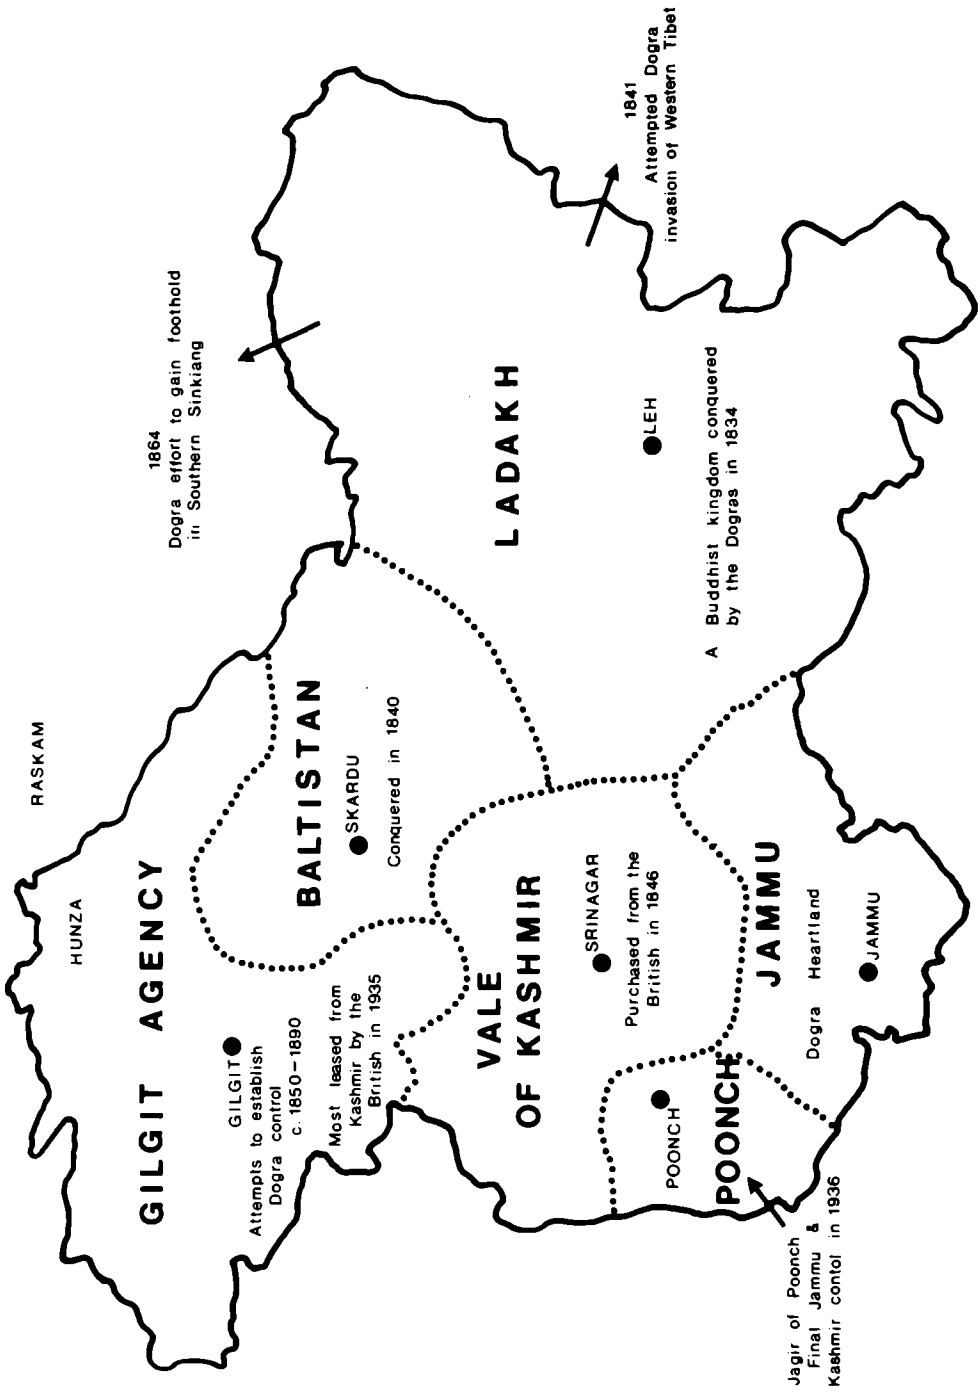 RASKAM
HUNZA
GILGIT AGENCY
GILGIT
Attempts to establish
Dogra control
c. 1850-1890
Most leased from
Kashmir by the
British in 1935
1864
Dogra effort to gain foothold
in Southern Sinkiang
BALTISTAN
SKARDU
Conquered in 1840
LADAKH
LEH
A Buddhist kingdom conquered
by the Dogras in 1834
1841
Attempted Dogra
invasion of Western Tibet
VALE
OF KASHMIR
SRINAGAR
Purchased from the
British in 1846
POONCH
POONCH
Jagir of Poonch
Final Jammu &
Kashmir contol in 1936
JAMMU
Dogra Heartland
JAMMU